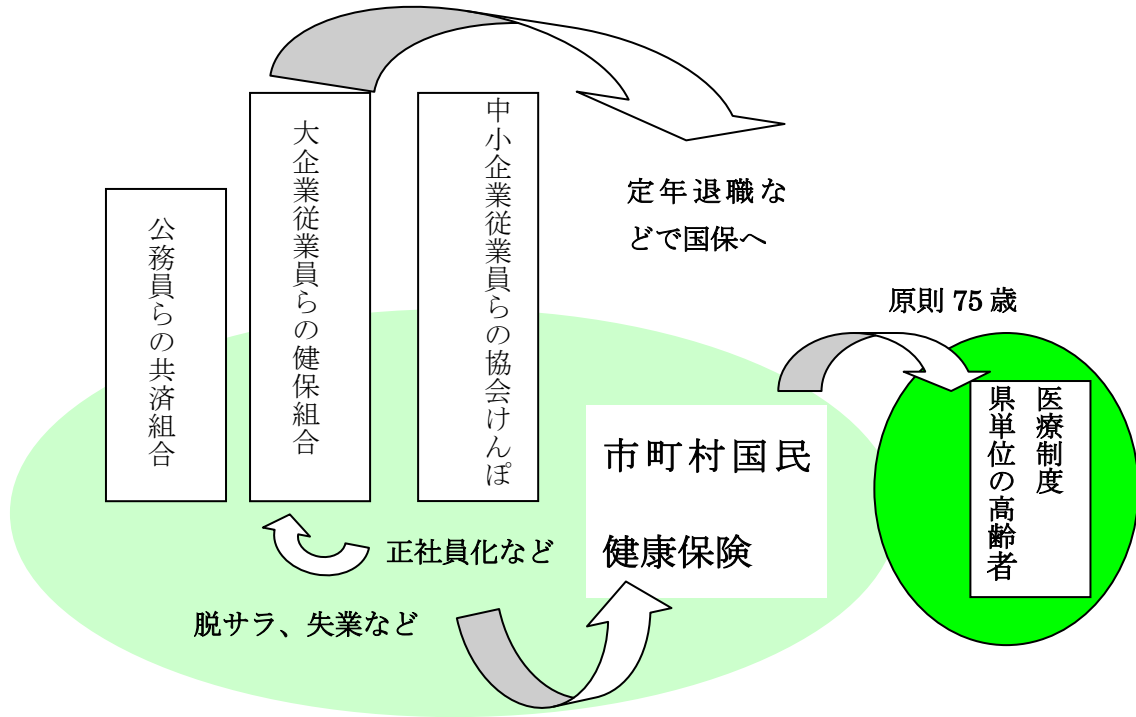 公務員らの共済組合
大企業従業員らの健保組合
中小企業従業員らの協会けんぽ
定年退職な
どで国保へ
原則 75 歳
県単位の高齢者
医療制度
市町村国民
健康保険
正社員化など
脱サラ、失業など